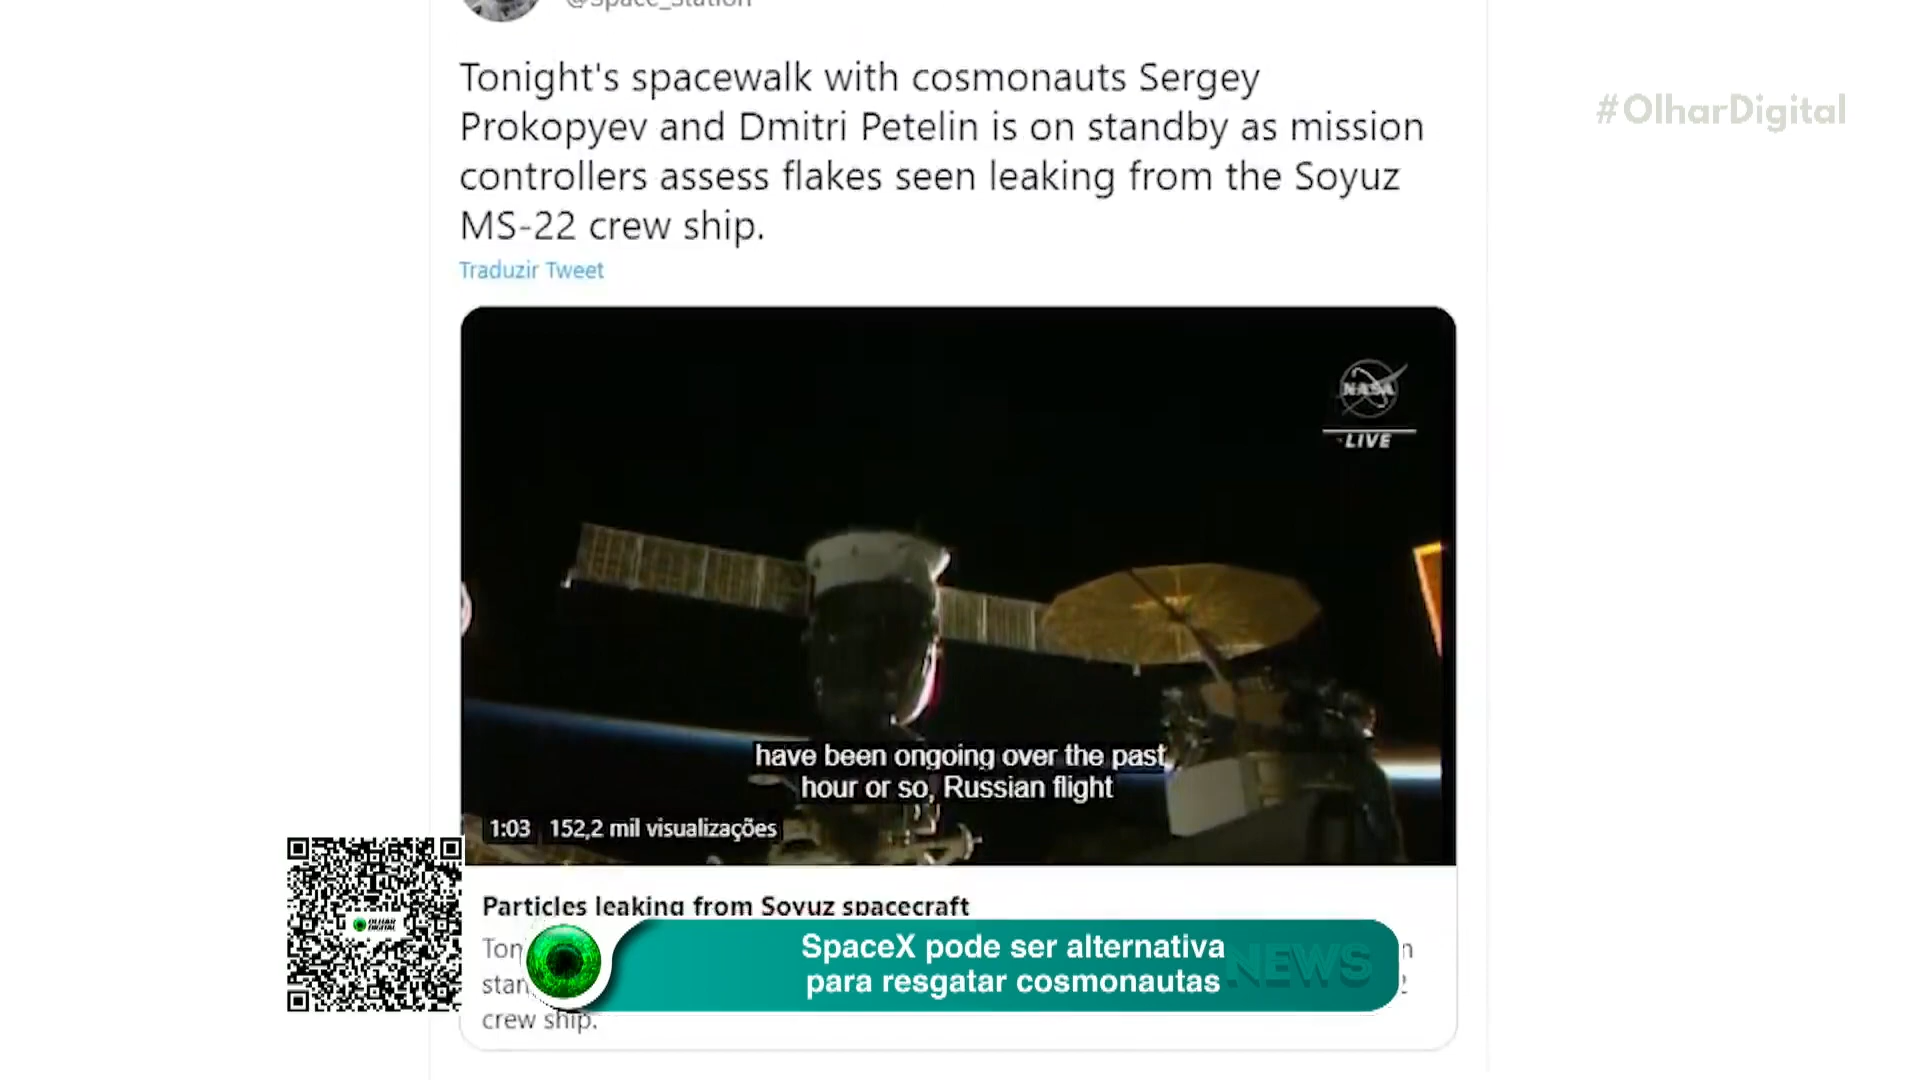 @Space_Station
#OlharDigital
Tonight's spacewalk with cosmonauts Sergey
Prokopyev and Dmitri Petelin is on standby as mission
controllers assess flakes seen leaking from the Soyuz
MS-22 crew ship.
Traduzir Tweet
NASA
LIVE
have been ongoing over the past
hour or so, Russian flight
1:03 152,2 mil visualizações
OLHAR
DIGITAL
Particles leaking from Soyuz spacecraft
SpaceX pode ser alternativa
para resgatar cosmonautas
NEWS
crew ship.